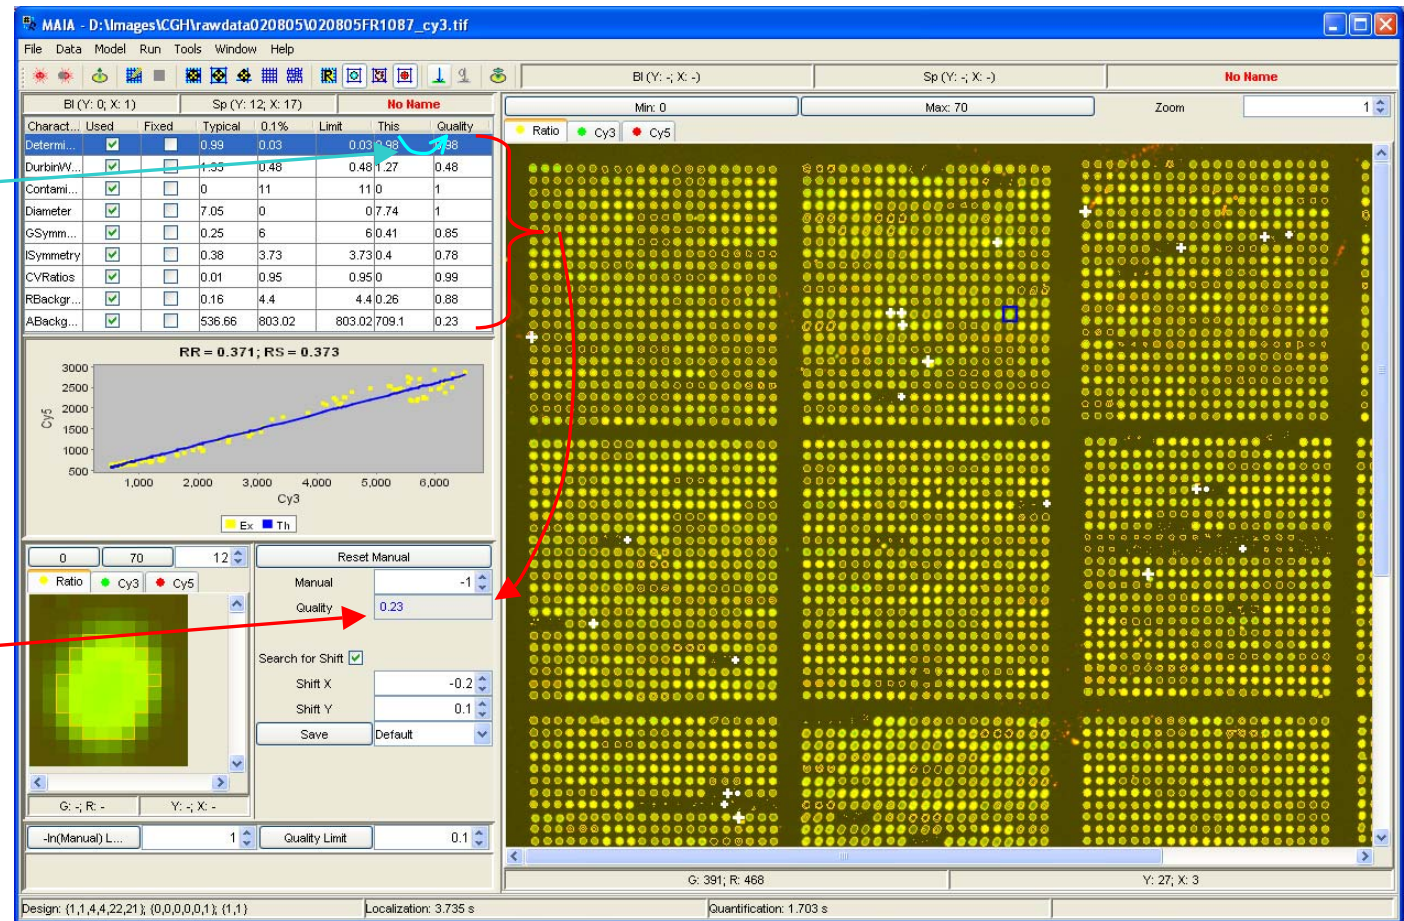 MAIA - D:\Images\CGH\rawdata020805\020805FR1087_cy3.tif
File Data Model Run Tools Window Help
Bl (Y: -; X: -) Sp (Y: -; X: -) No Name
Bl (Y: 0; X: 1) Sp (Y: 12; X: 17) No Name
Min: 0 Max: 70 Zoom 1
Charact... Used Fixed Typical 0.1% Limit This Quality
Ratio Cy3 Cy5
Determi... 0.99 0.03 0.03 0.98 0.98
DurbinW... 1.35 0.48 0.48 1.27 0.48
Contami... 0 11 11 0 1
Diameter 7.05 0 0 7.74 1
GSymm... 0.25 6 6 0.41 0.85
ISymmetry 0.38 3.73 3.73 0.4 0.78
CVRatios 0.01 0.95 0.95 0 0.99
RBackgr... 0.16 4.4 4.4 0.26 0.88
ABackg... 536.66 803.02 803.02 709.1 0.23
RR = 0.371; RS = 0.373
3000
2500
2000
1500
1000
500
Cy5
1,000 2,000 3,000 4,000 5,000 6,000
Cy3
Ex Th
0 70 12 Reset Manual
Ratio Cy3 Cy5
Manual -1
Quality 0.23
Search for Shift
Shift X -0.2
Shift Y 0.1
Save Default
G: -; R: - Y: -; X: -
-ln(Manual) L... 1 Quality Limit 0.1
G: 391; R: 468 Y: 27; X: 3
Design: {1,1,4,4,22,21}; {0,0,0,0,0,1}; {1,1} Localization: 3.735 s Quantification: 1.703 s